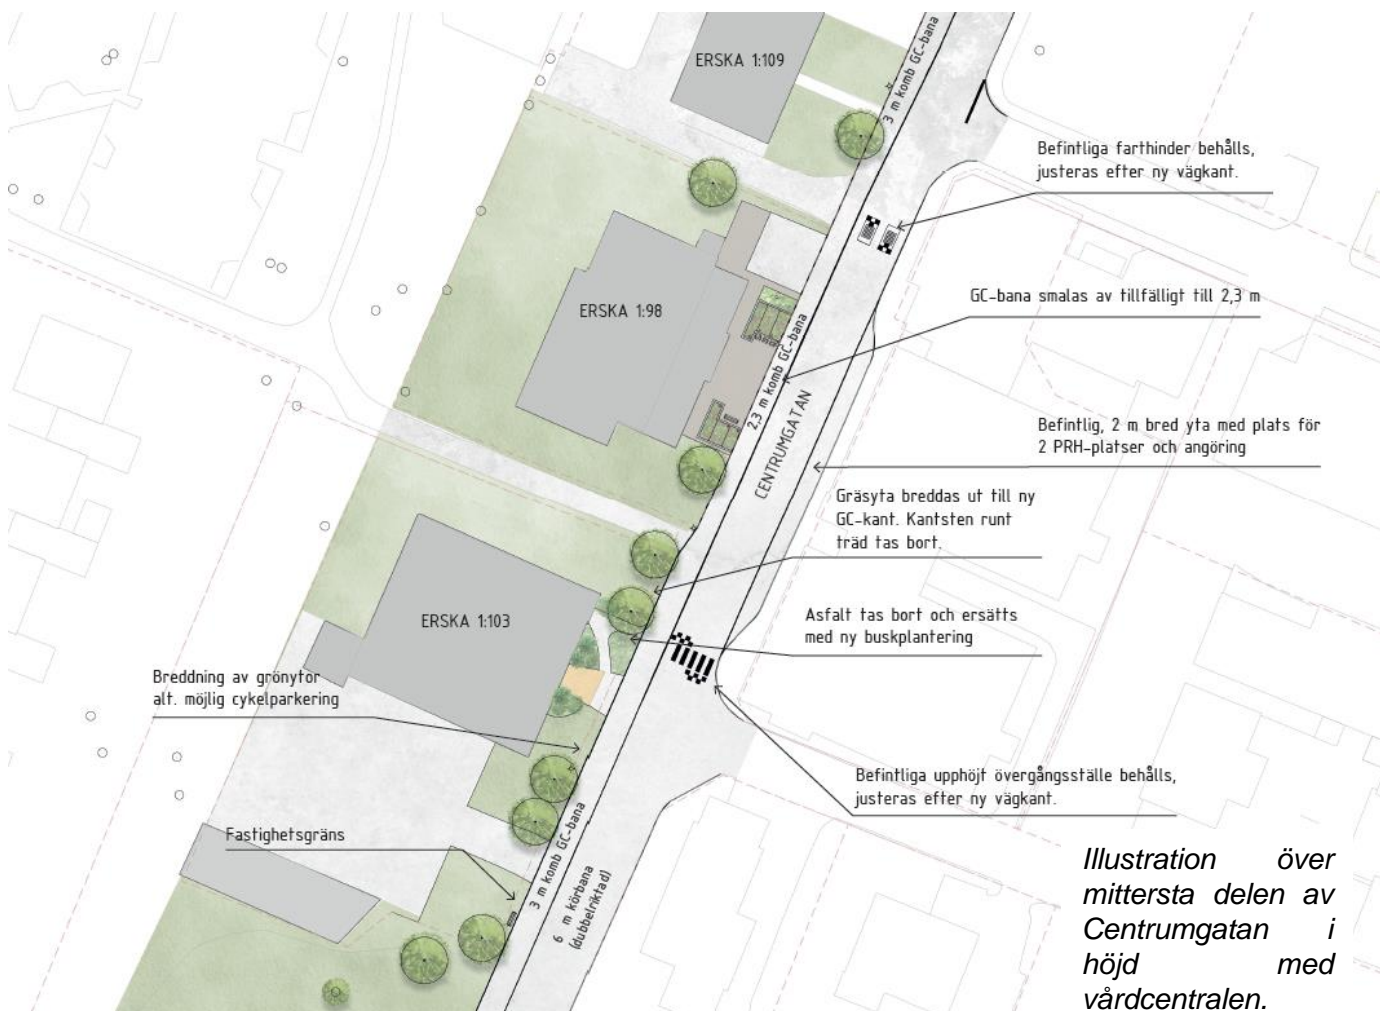 ERSKA 1:109
3 m komb GC-bana
Befintliga farthinder behålls,
justeras efter ny vägkant.
GC-bana smalas av tillfälligt till 2,3 m
ERSKA 1:98
2,3 m komb GC-bana
CENTRUMGATAN
Befintlig, 2 m bred yta med plats för
2 PRH-platser och angöring
Gräsyta breddas ut till ny
GC-kant. Kantsten runt
träd tas bort.
ERSKA 1:103
Asfalt tas bort och ersätts
med ny buskplantering
Breddning av grönytor
alt. möjlig cykelparkering
Befintliga upphöjt övergångsställe behålls,
justeras efter ny vägkant.
Fastighetsgräns
3 m komb GC-bana
6 m körbana
(dubbelriktad)
Illustration över
mittersta delen av
Centrumgatan i
höjd med
vårdcentralen.